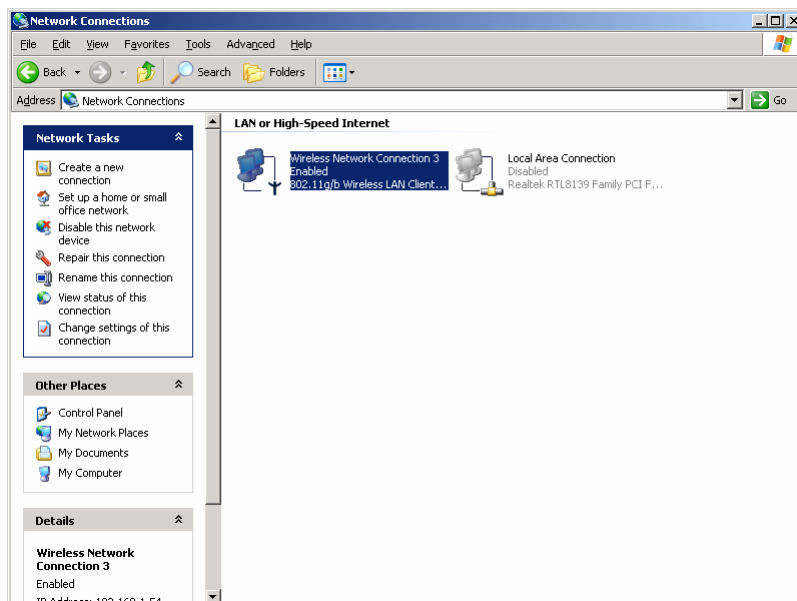 Network Connections
File Edit View Favorites Tools Advanced Help
Back Search Folders
Address Network Connections Go
Network Tasks
Create a new
connection
Set up a home or small
office network
Disable this network
device
Repair this connection
Rename this connection
View status of this
connection
Change settings of this
connection
Other Places
Control Panel
My Network Places
My Documents
My Computer
Details
Wireless Network
Connection 3
Enabled
LAN or High-Speed Internet
Wireless Network Connection 3
Enabled
802.11g/b Wireless LAN Client...
Local Area Connection
Disabled
Realtek RTL8139 Family PCI F...